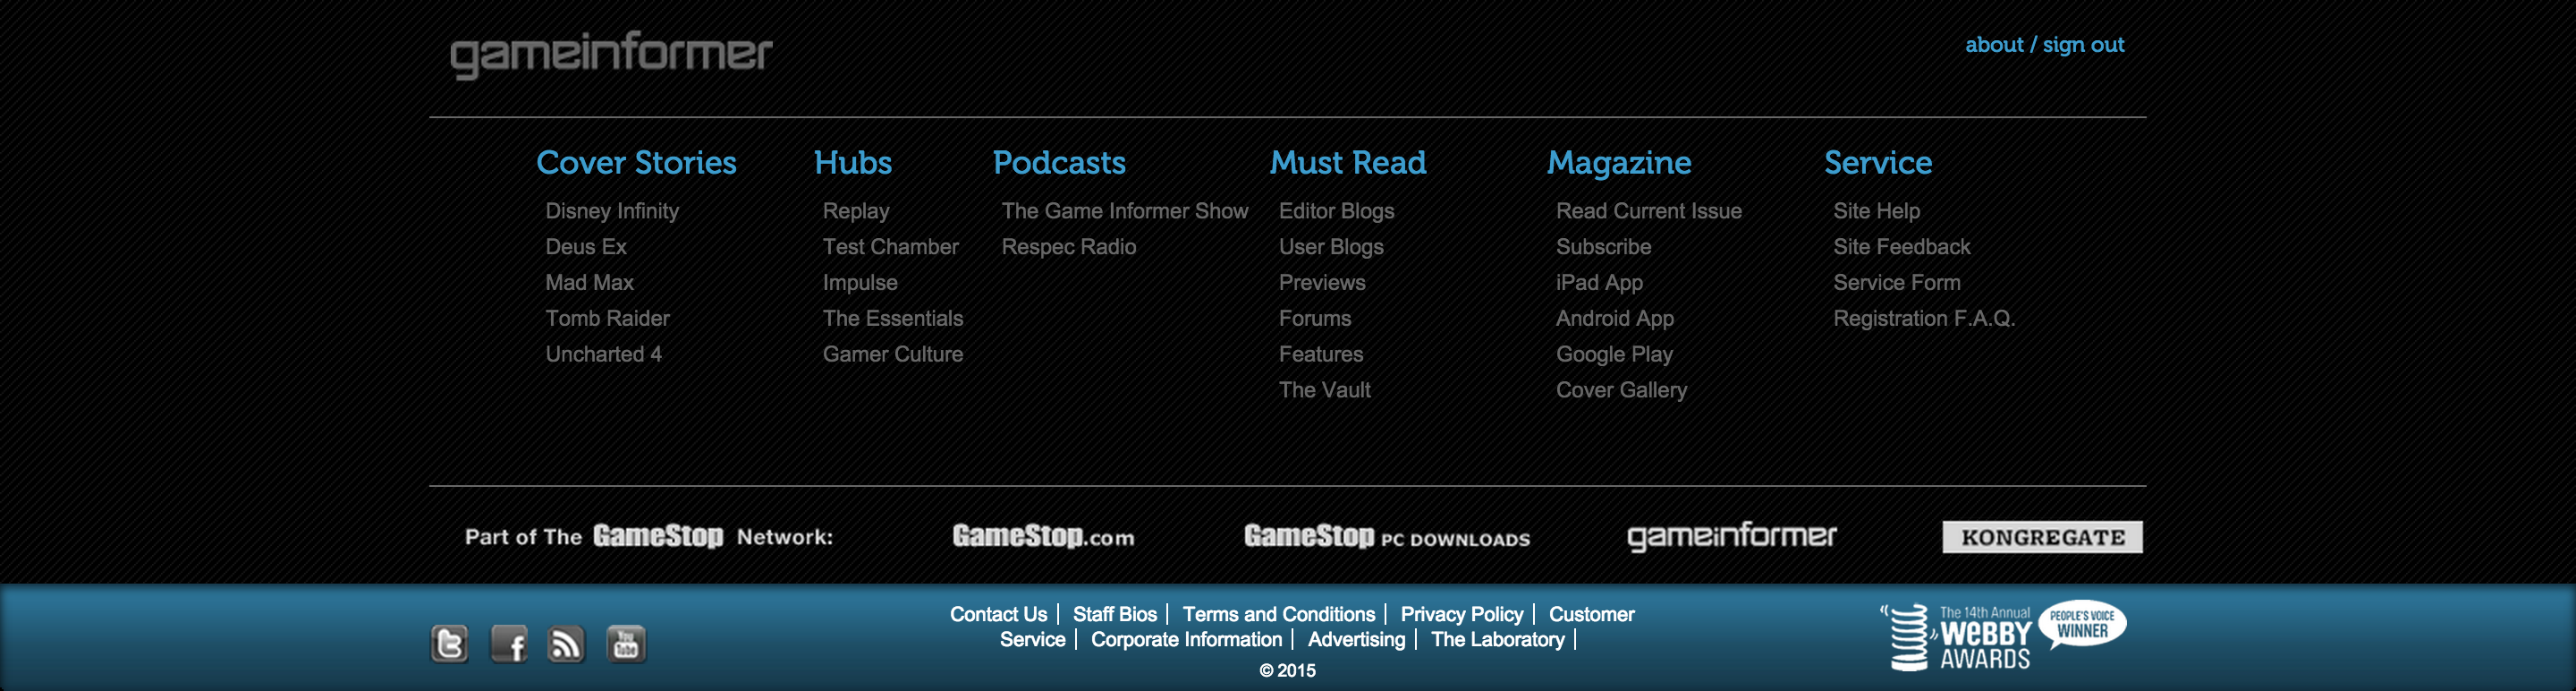 gameinformer
about / sign out
Cover Stories
Disney Infinity
Deus Ex
Mad Max
Tomb Raider
Uncharted 4
Hubs
Replay
Test Chamber
Impulse
The Essentials
Gamer Culture
Podcasts
The Game Informer Show
Respec Radio
Must Read
Editor Blogs
User Blogs
Previews
Forums
Features
The Vault
Magazine
Read Current Issue
Subscribe
iPad App
Android App
Google Play
Cover Gallery
Service
Site Help
Site Feedback
Service Form
Registration F.A.Q.
Part of The GameStop Network:
GameStop.com
GameStop PC DOWNLOADS
gameinformer
KONGREGATE
t
f
You Tube
Contact Us | Staff Bios | Terms and Conditions | Privacy Policy | Customer
Service | Corporate Information | Advertising | The Laboratory |
© 2015
The 14th Annual
WEBBY
AWARDS
PEOPLE'S VOICE
WINNER